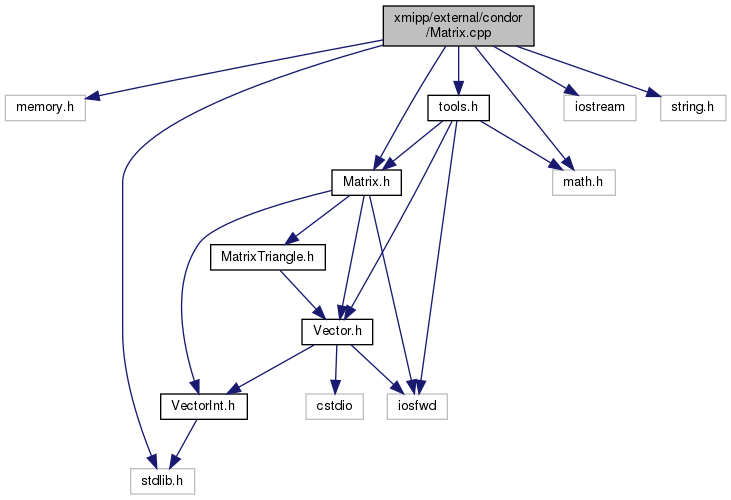 xmipp/external/condor
/Matrix.cpp
memory.h
tools.h
iostream
string.h
Matrix.h
math.h
MatrixTriangle.h
Vector.h
VectorInt.h
cstdio
iosfwd
stdlib.h